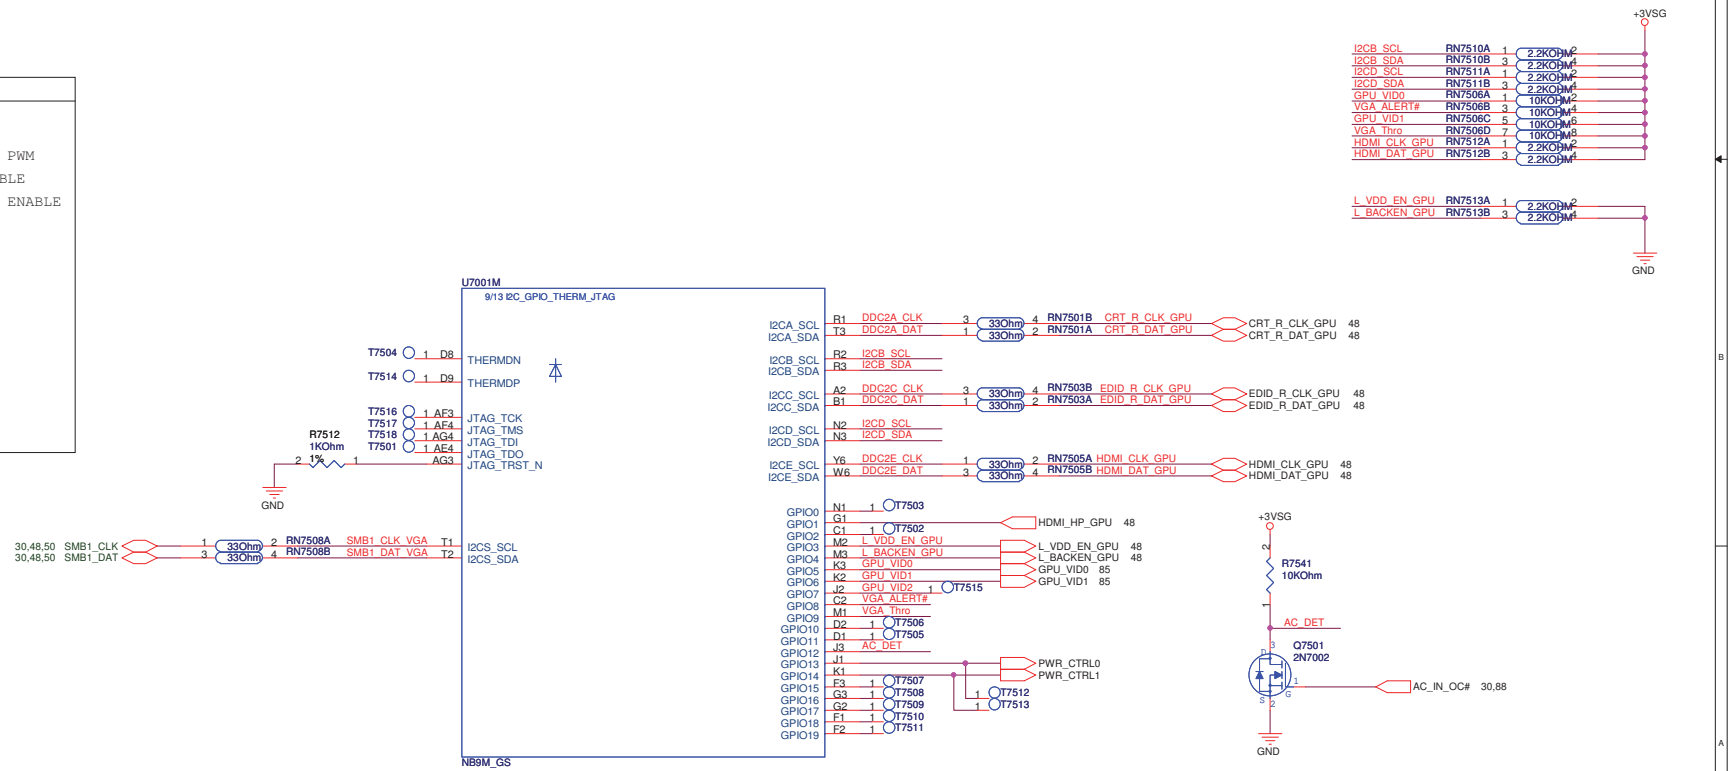 +3VSG
I2CB_SCL RN7510A 1 2.2KOHM 2
I2CB_SDA RN7510B 3 2.2KOHM 4
I2CD_SCL RN7511A 1 2.2KOHM 2
I2CD_SDA RN7511B 3 2.2KOHM 4
GPU_VID0 RN7506A 1 10KOHM 2
VGA_ALERT# RN7506B 3 10KOHM 4
GPU_VID1 RN7506C 5 10KOHM 6
VGA_Thro RN7506D 7 10KOHM 8
HDMI_CLK_GPU RN7512A 1 2.2KOHM 2
HDMI_DAT_GPU RN7512B 3 2.2KOHM 4
PWM
BLE
ENABLE
L_VDD_EN_GPU RN7513A 1 2.2KOHM 2
L_BACKEN_GPU RN7513B 3 2.2KOHM 4
GND
U7001M
9/13 I2C_GPIO_THERM_JTAG
T7504 1 D8 THERMDN
T7514 1 D9 THERMDP
T7516 1 AF3 JTAG_TCK
T7517 1 AF4 JTAG_TMS
T7518 1 AG4 JTAG_TDI
T7501 1 AE4 JTAG_TDO
R7512
1KOhm
1%
2 1 AG3 JTAG_TRST_N
GND
30,48,50 SMB1_CLK 1 33Ohm 2 RN7508A SMB1_CLK_VGA T1 I2CS_SCL
30,48,50 SMB1_DAT 3 33Ohm 4 RN7508B SMB1_DAT_VGA T2 I2CS_SDA
I2CA_SCL R1 DDC2A_CLK 3 33Ohm 4 RN7501B CRT_R_CLK_GPU CRT_R_CLK_GPU 48
I2CA_SDA T3 DDC2A_DAT 1 33Ohm 2 RN7501A CRT_R_DAT_GPU CRT_R_DAT_GPU 48
I2CB_SCL R2 I2CB_SCL
I2CB_SDA R3 I2CB_SDA
I2CC_SCL A2 DDC2C_CLK 3 33Ohm 4 RN7503B EDID_R_CLK_GPU EDID_R_CLK_GPU 48
I2CC_SDA B1 DDC2C_DAT 1 33Ohm 2 RN7503A EDID_R_DAT_GPU EDID_R_DAT_GPU 48
I2CD_SCL N2 I2CD_SCL
I2CD_SDA N3 I2CD_SDA
I2CE_SCL Y6 DDC2E_CLK 1 33Ohm 2 RN7505A HDMI_CLK_GPU HDMI_CLK_GPU 48
I2CE_SDA W6 DDC2E_DAT 3 33Ohm 4 RN7505B HDMI_DAT_GPU HDMI_DAT_GPU 48
GPIO0 N1 1 T7503
GPIO1 G1 HDMI_HP_GPU 48
GPIO2 C1 1 T7502
GPIO3 M2 L_VDD_EN_GPU L_VDD_EN_GPU 48
GPIO4 M3 L_BACKEN_GPU L_BACKEN_GPU 48
GPIO5 K3 GPU_VID0 GPU_VID0 85
GPIO6 K2 GPU_VID1 GPU_VID1 85
GPIO7 J2 GPU_VID2 1 T7515
GPIO8 C2 VGA_ALERT#
GPIO9 M1 VGA_Thro
GPIO10 D2 1 T7506
GPIO11 D1 1 T7505
GPIO12 J3 AC_DET
GPIO13 J1 PWR_CTRL0
GPIO14 K1 PWR_CTRL1
GPIO15 F3 1 T7507
GPIO16 G3 1 T7508
GPIO17 G2 1 T7509
GPIO18 F1 1 T7510
GPIO19 F2 1 T7511
1 T7512
1 T7513
NB9M_GS
+3VSG
2
R7541
10KOhm
1
AC_DET
3
D
Q7501
2N7002
1
G
S
2
AC_IN_OC# 30,88
GND
B
A